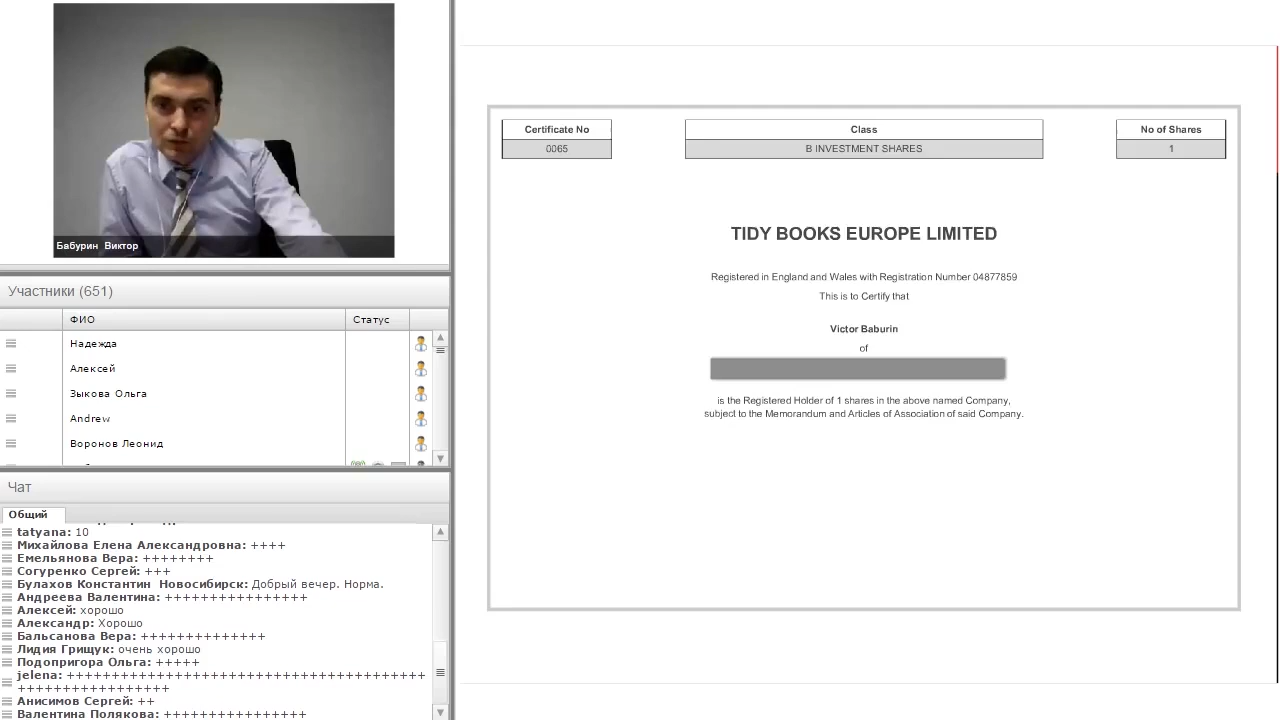 Бабурин Виктор
Участники (651)
ФИО Статус
Надежда
Алексей
Зыкова Ольга
Andrew
Воронов Леонид
Чат
Общий
tatyana: 10
Михайлова Елена Александровна: ++++
Емельянова Вера: ++++++++
Согуренко Сергей: +++
Булахов Константин Новосибирск: Добрый вечер. Норма.
Андреева Валентина: ++++++++++++++++
Алексей: хорошо
Александр: Хорошо
Бальсанова Вера: ++++++++++++++
Лидия Грищук: очень хорошо
Подопригора Ольга: +++++
jelena: ++++++++++++++++++++++++++++++++++++++++
+++++++++++++++++
Анисимов Сергей: ++
Валентина Полякова: ++++++++++++++++
Certificate No Class No of Shares
0065 B INVESTMENT SHARES 1
TIDY BOOKS EUROPE LIMITED
Registered in England and Wales with Registration Number 04877859
This is to Certify that
Victor Baburin
of
is the Registered Holder of 1 shares in the above named Company,
subject to the Memorandum and Articles of Association of said Company.